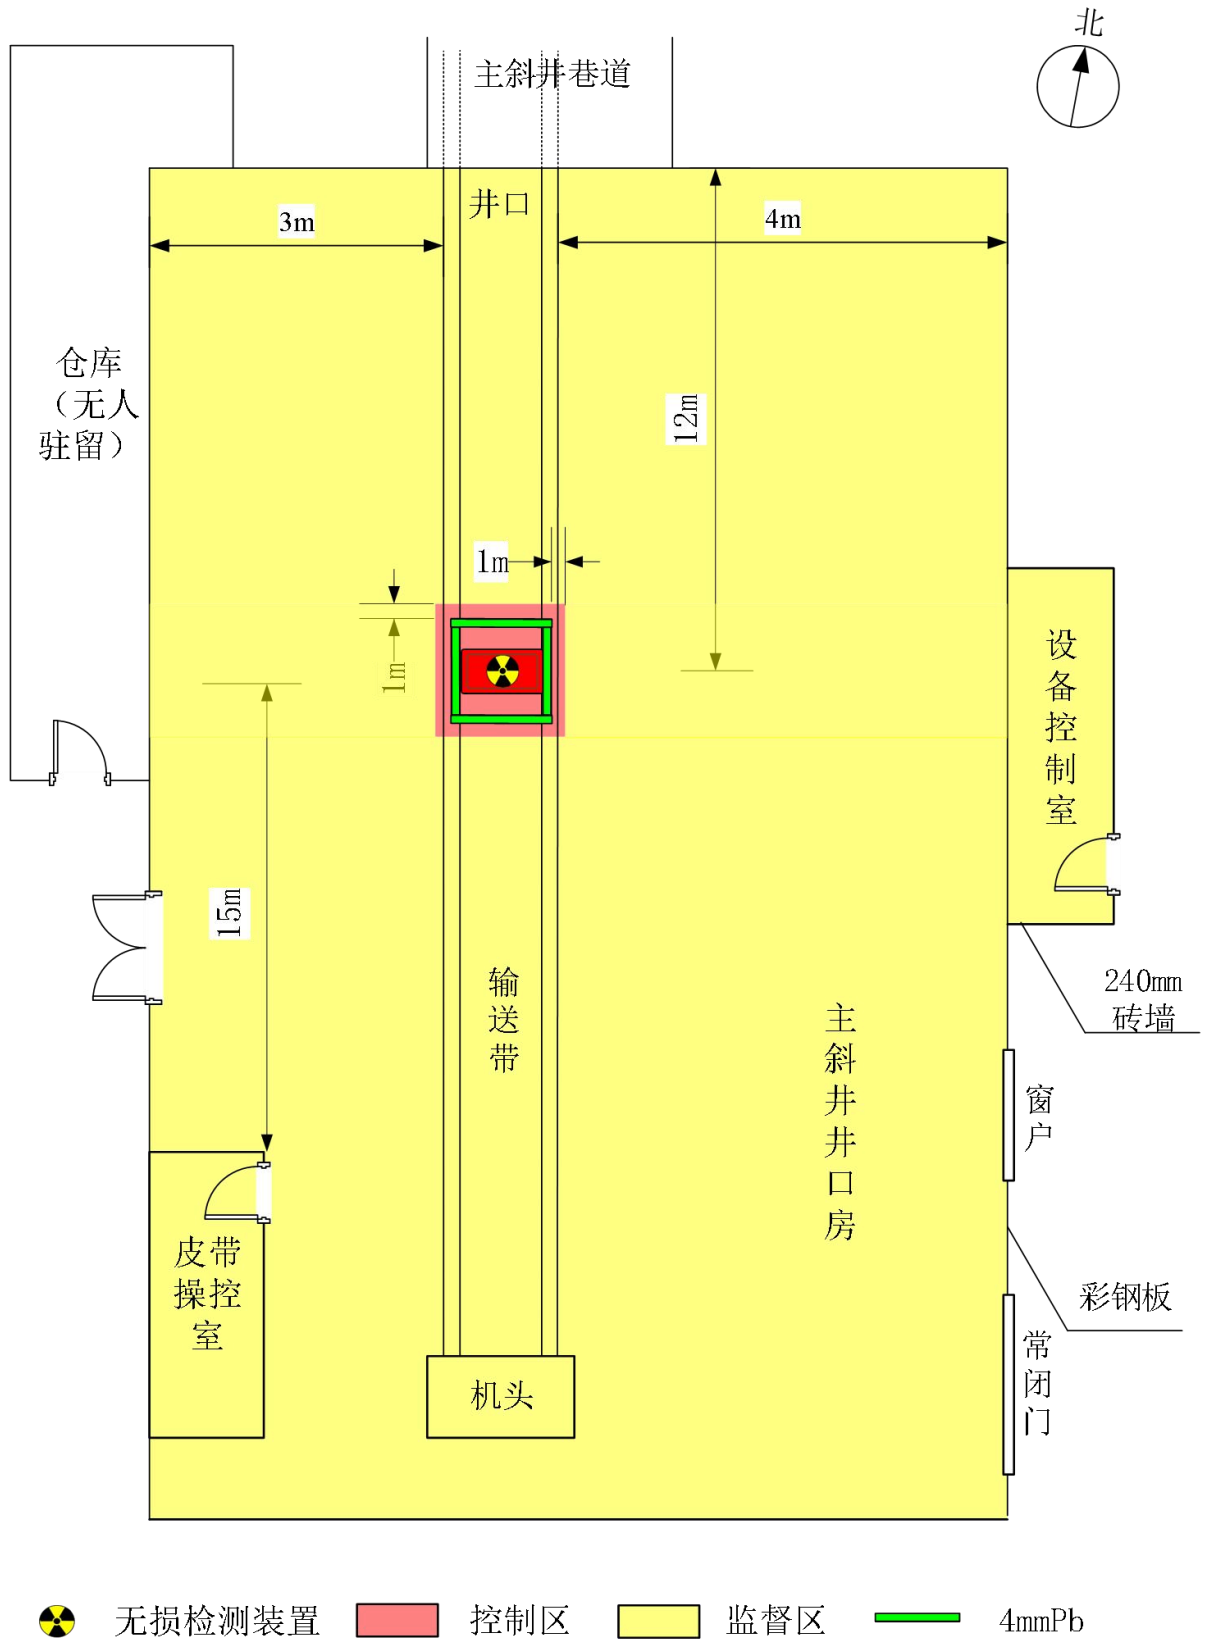 北
主斜井巷道
井口
3m
4m
仓库
（无人
驻留）
12m
1m
1m
设备控制室
15m
输送带
主斜井井口房
240mm
砖墙
窗户
皮带
操控
室
彩钢板
常闭门
机头
无损检测装置
控制区
监督区
4mmPb